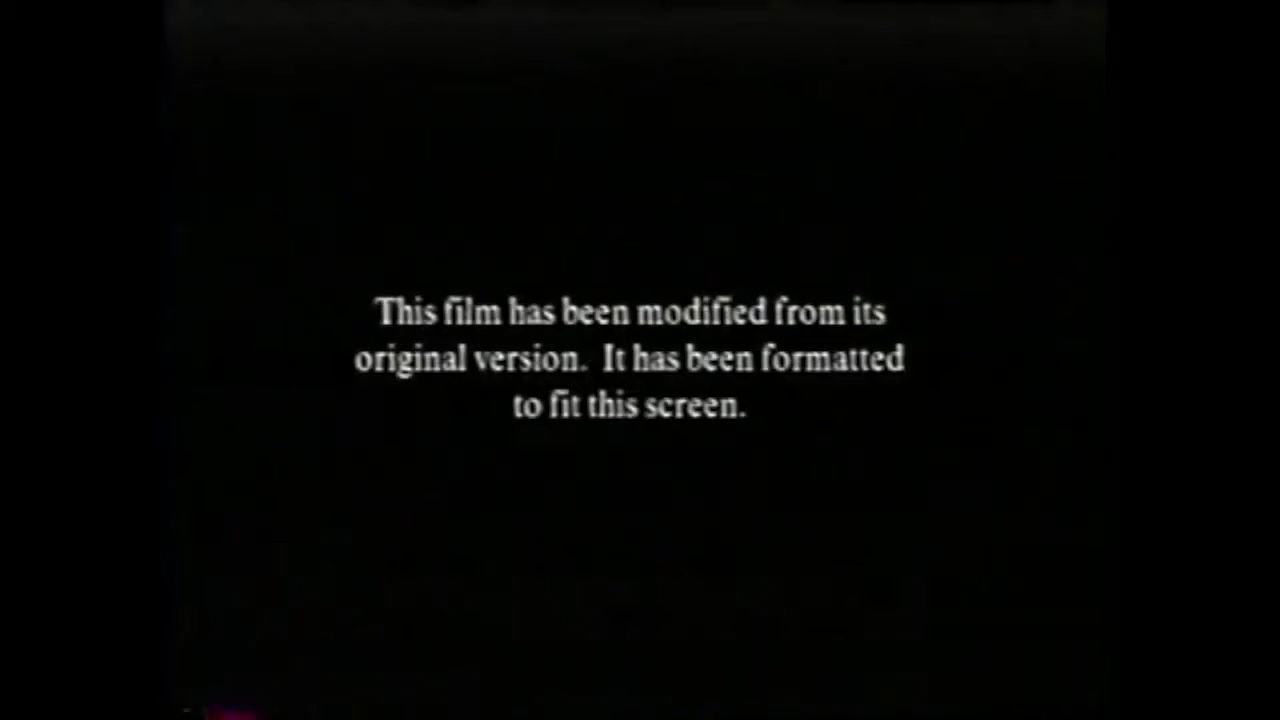 This film has been modified from its
original version.  It has been formatted
to fit this screen.